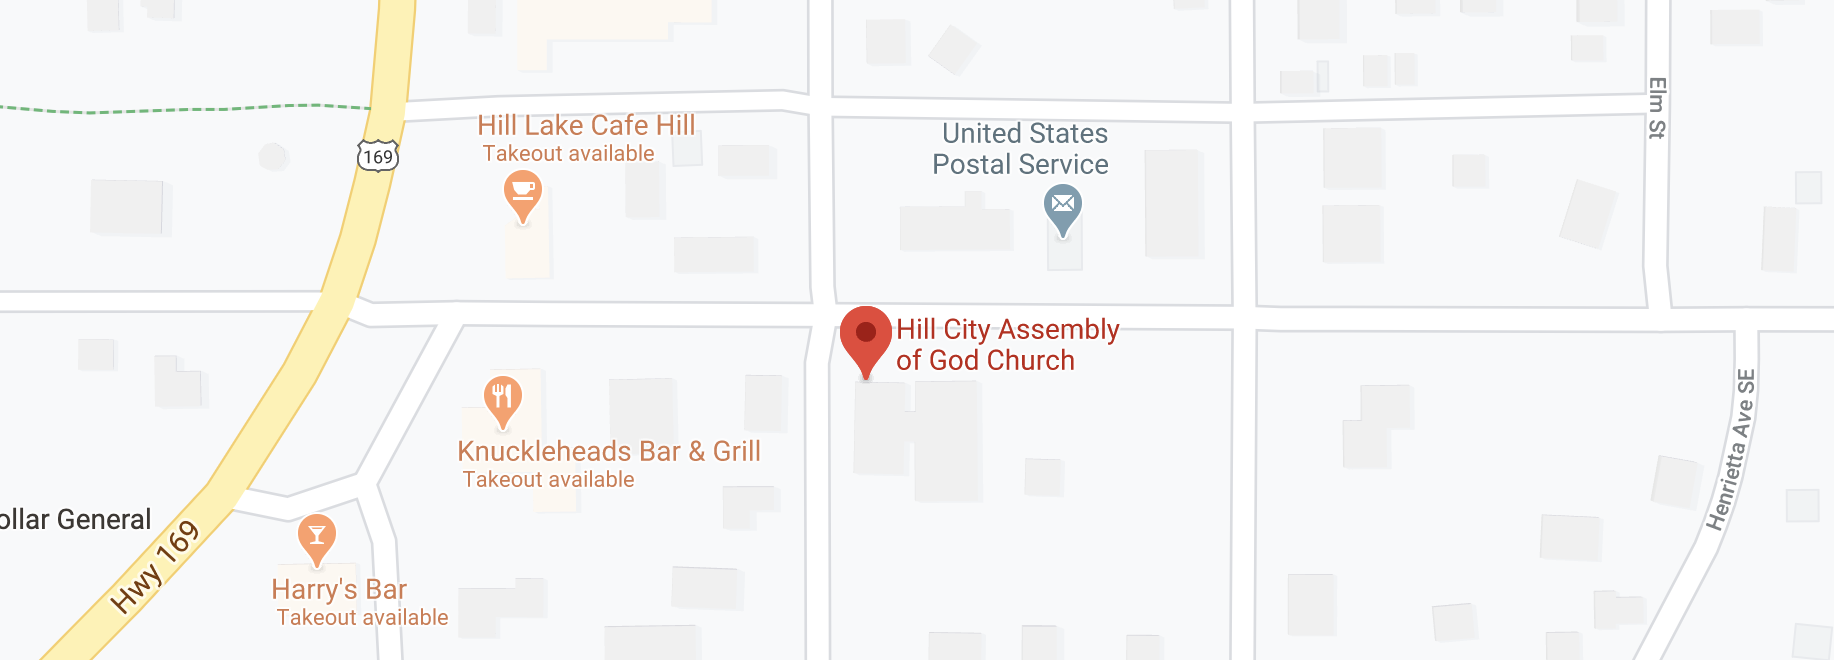 Elm St
Hill Lake Cafe Hill
Takeout available
United States
Postal Service
169
Hill City Assembly
of God Church
Knuckleheads Bar & Grill
Takeout available
Henrietta Ave SE
ollar General
Hwy 169
Harry's Bar
Takeout available